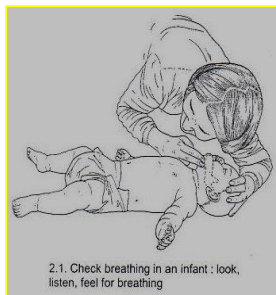 2.1. Check breathing in an infant : look,
listen, feel for breathing